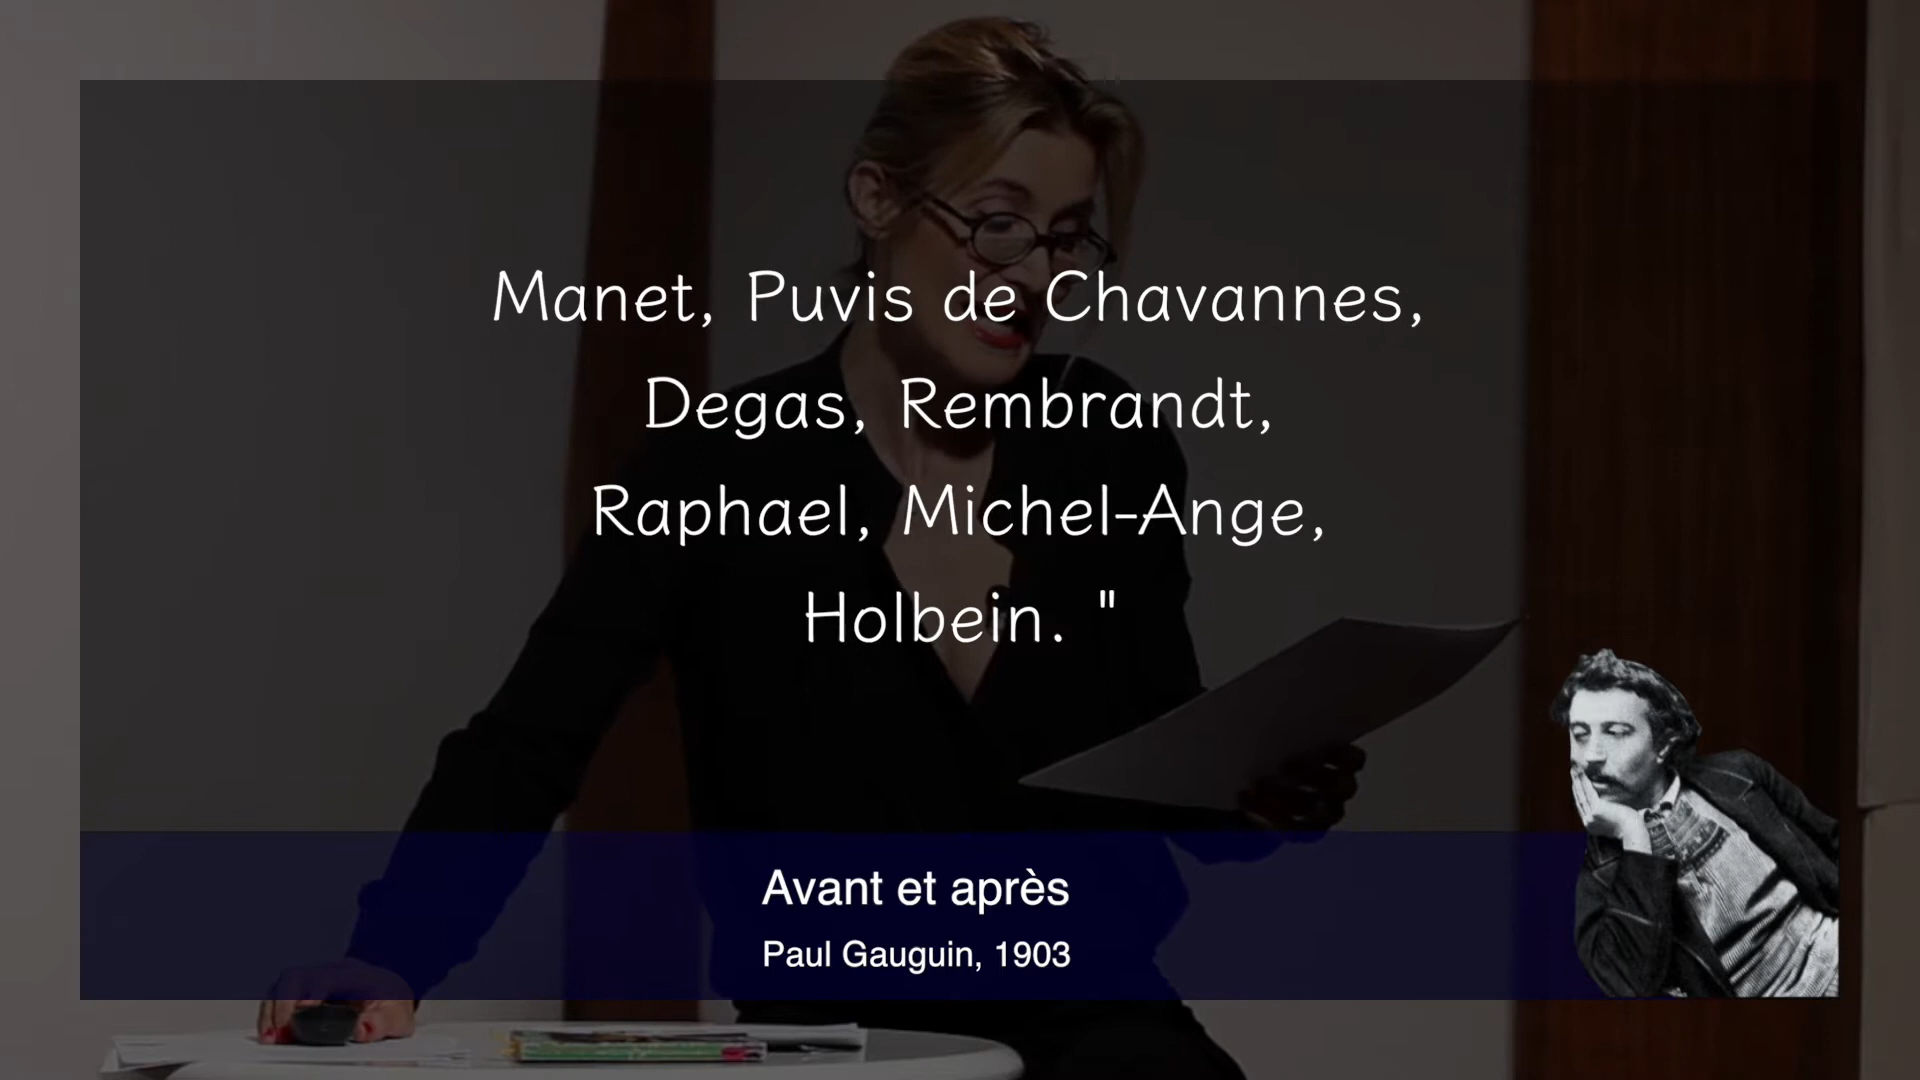 Manet, Puvis de Chavannes,
Degas, Rembrandt,
Raphael, Michel-Ange,
Holbein. "
Avant et après
Paul Gauguin, 1903